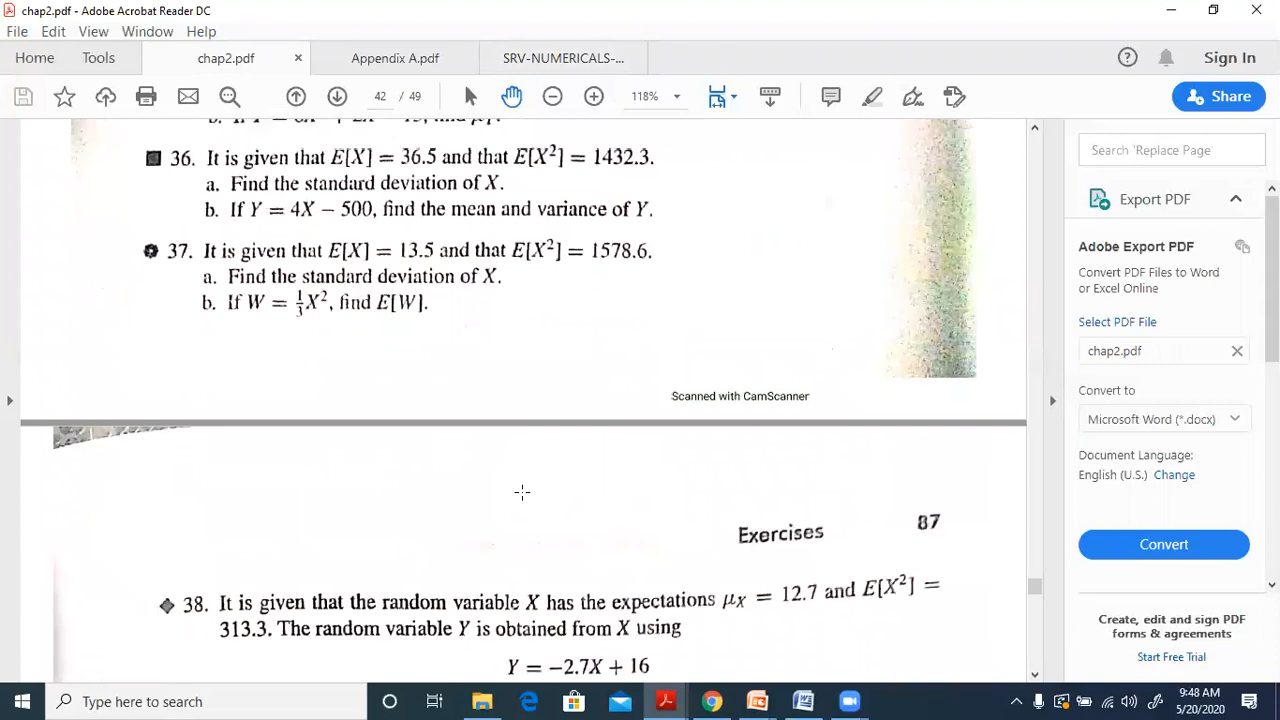 chap2.pdf - Adobe Acrobat Reader DC
File Edit View Window Help
Home Tools chap2.pdf × Appendix A.pdf SRV-NUMERICALS-... ? Sign In
42 / 49 118% Share
36. It is given that E[X] = 36.5 and that E[X²] = 1432.3.
a. Find the standard deviation of X.
b. If Y = 4X − 500, find the mean and variance of Y.
37. It is given that E[X] = 13.5 and that E[X²] = 1578.6.
a. Find the standard deviation of X.
b. If W = ⅓X², find E[W].
Scanned with CamScanner
Exercises 87
38. It is given that the random variable X has the expectations μX = 12.7 and E[X²] =
313.3. The random variable Y is obtained from X using
Y = −2.7X + 16
Search 'Replace Page'
Export PDF
Adobe Export PDF
Convert PDF Files to Word
or Excel Online
Select PDF File
chap2.pdf
Convert to
Microsoft Word (*.docx)
Document Language:
English (U.S.) Change
Convert
Create, edit and sign PDF
forms & agreements
Start Free Trial
Type here to search
9:48 AM
5/20/2020